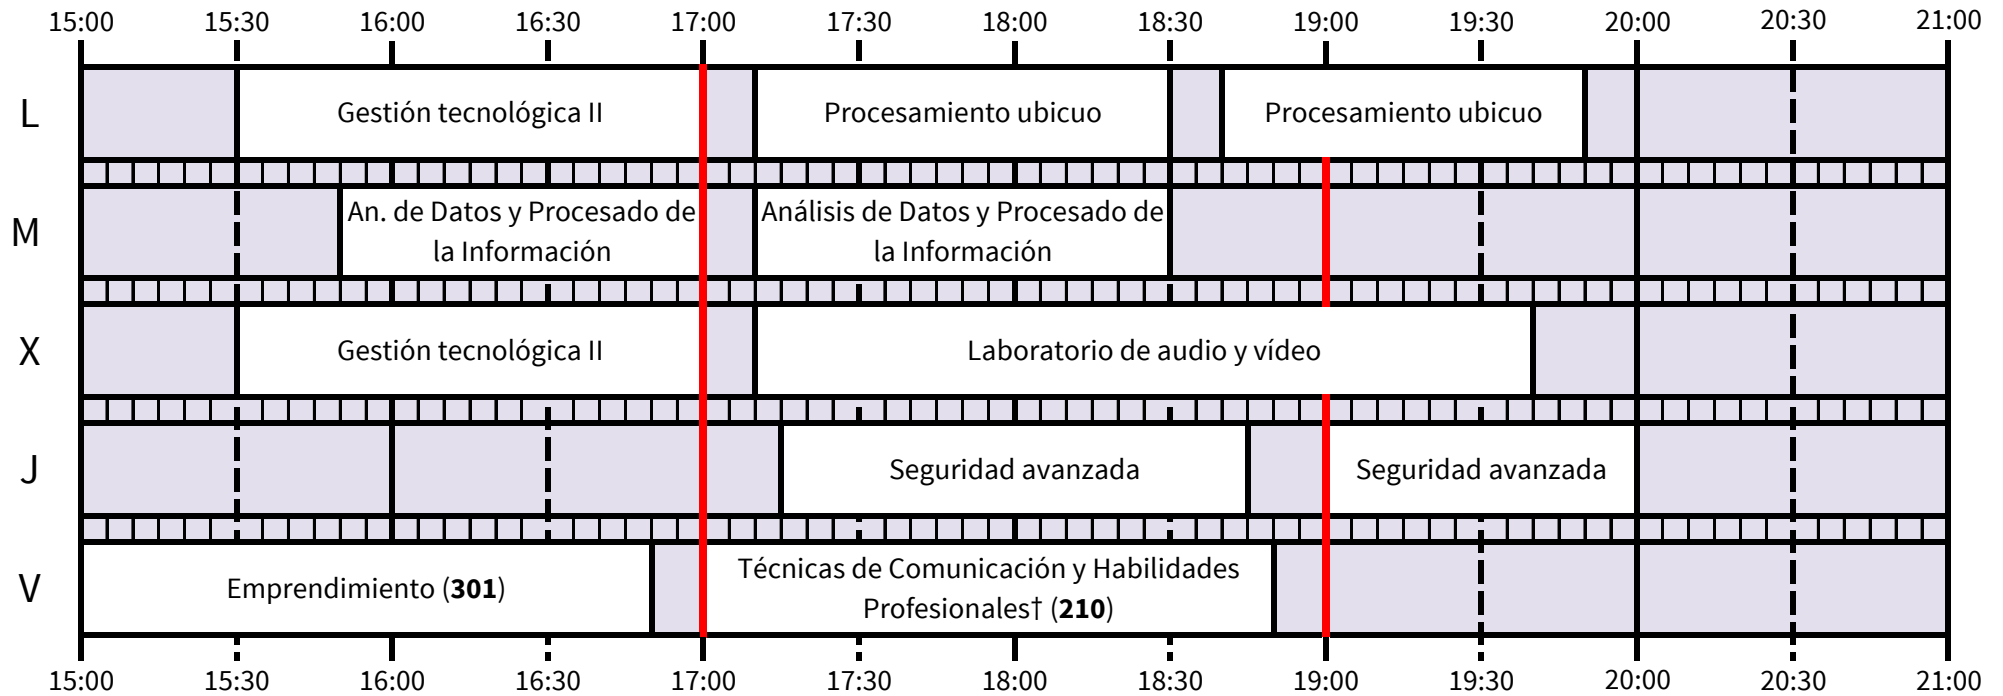 15:00 15:30 16:00 16:30 17:00 17:30 18:00 18:30 19:00 19:30 20:00 20:30 21:00
L Gestión tecnológica II Procesamiento ubicuo Procesamiento ubicuo
M An. de Datos y Procesado de Análisis de Datos y Procesado de
la Información la Información
X Gestión tecnológica II Laboratorio de audio y vídeo
J Seguridad avanzada Seguridad avanzada
V Emprendimiento (301) Técnicas de Comunicación y Habilidades
Profesionales† (210)
15:00 15:30 16:00 16:30 17:00 17:30 18:00 18:30 19:00 19:30 20:00 20:30 21:00